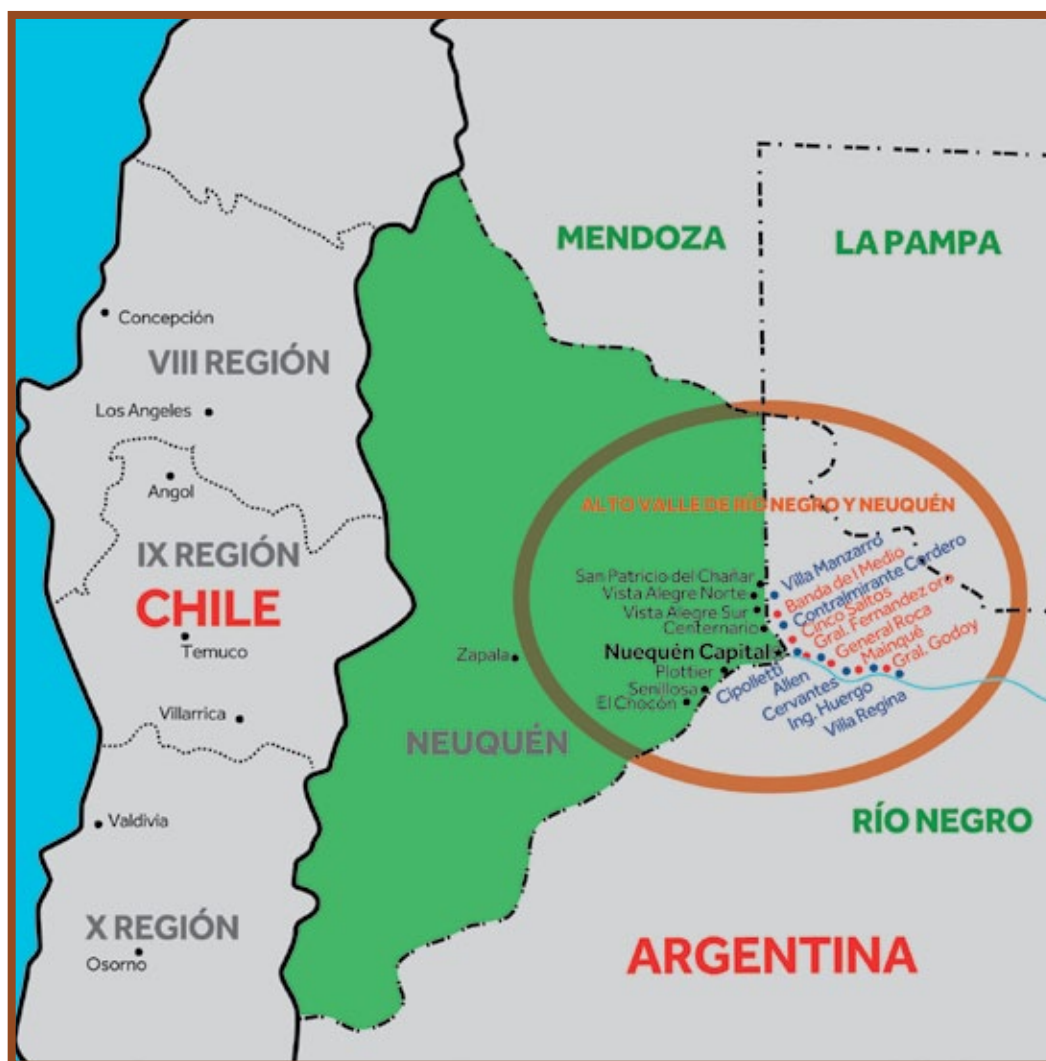 MENDOZA
LA PAMPA
Concepción
VIII REGIÓN
Los Angeles
Angol
IX REGIÓN
CHILE
Temuco
Villarrica
Valdivia
X REGIÓN
Osorno
ALTO VALLE DE RÍO NEGRO Y NEUQUÉN
San Patricio del Chañar
Vista Alegre Norte
Vista Alegre Sur
Centernario
Nuequén Capital
Plottier
Senillosa
El Chocón
Zapala
NEUQUÉN
Villa Manzarro
Banda de l Medio
Contralmirante Cordero
Cinco Saltos
Gral. Fernandez oro
General Roca
Mainqué
Gral. Godoy
Cipolletti
Allen
Cervantes
Ing. Huergo
Villa Regina
RÍO NEGRO
ARGENTINA